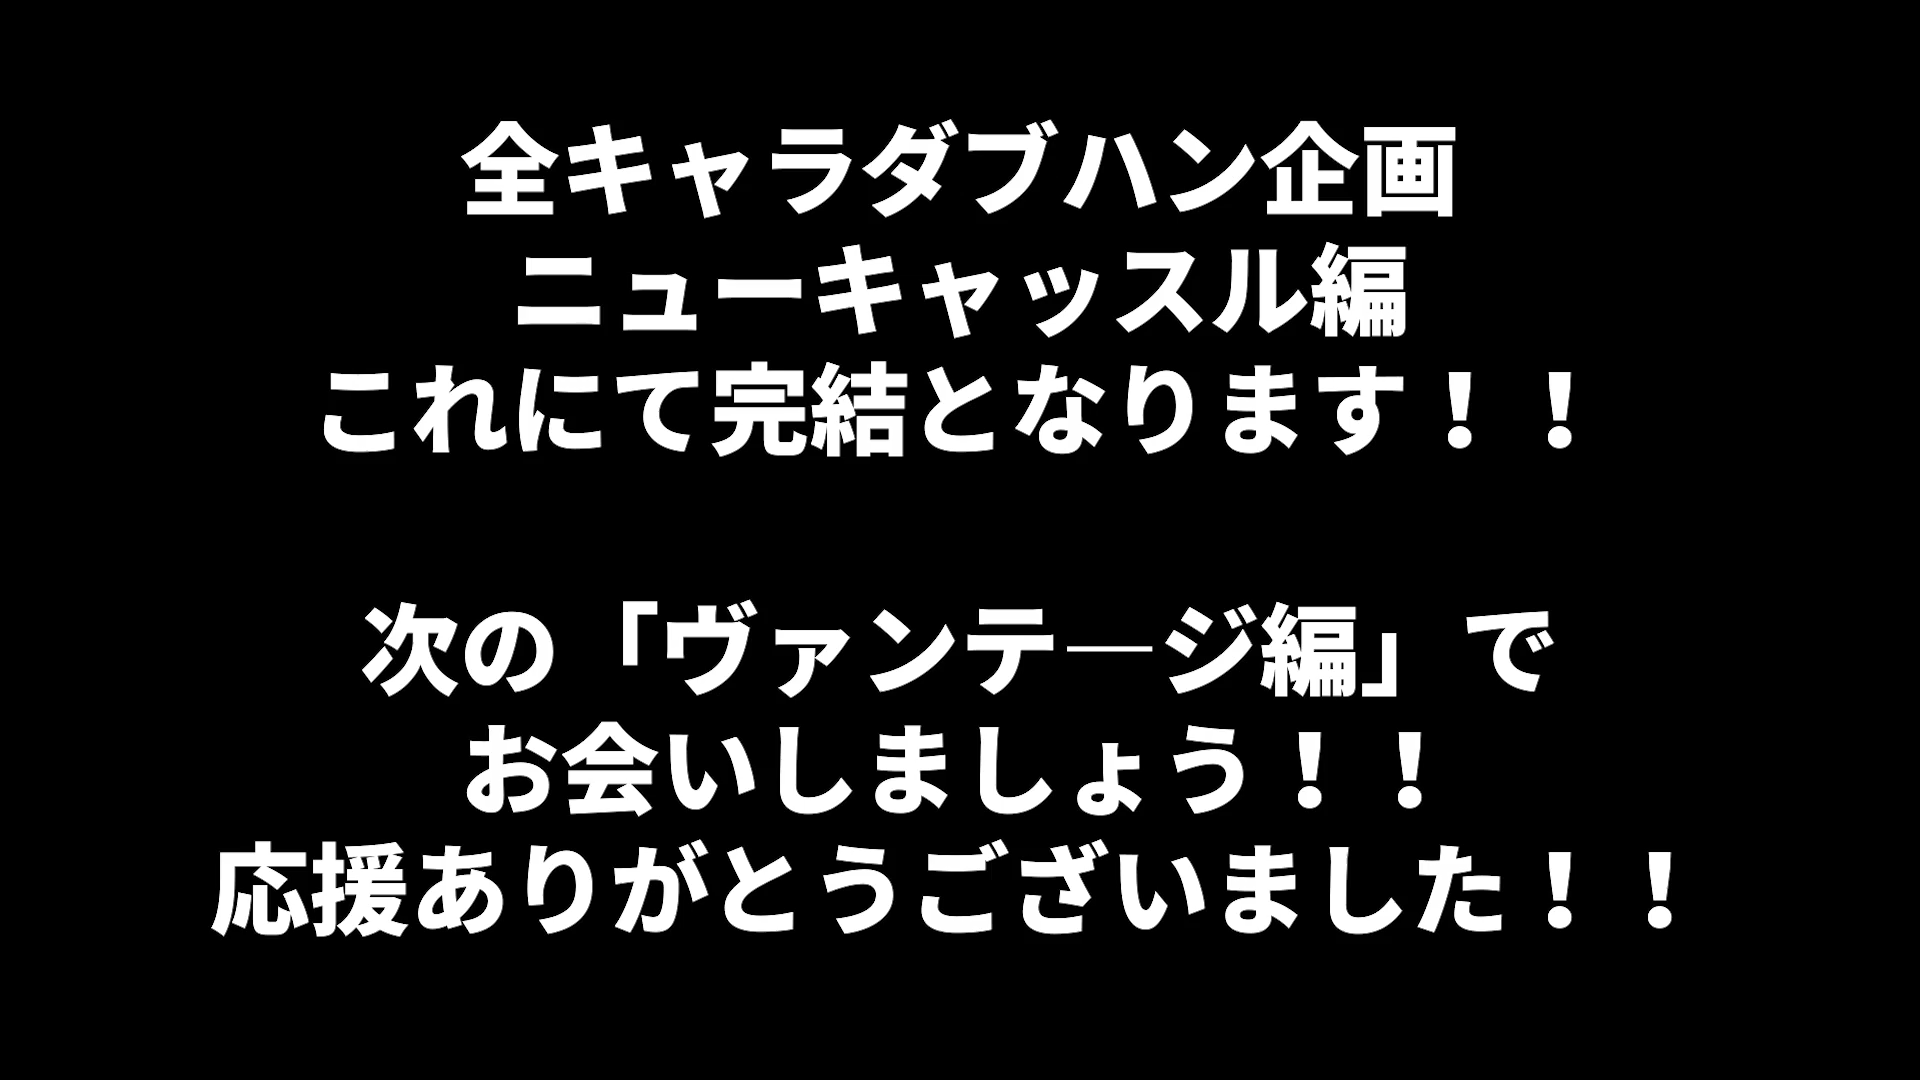 全キャラダブハン企画
ニューキャッスル編
これにて完結となります！！
次の「ヴァンテ―ジ編」で
お会いしましょう！！
応援ありがとうございました！！